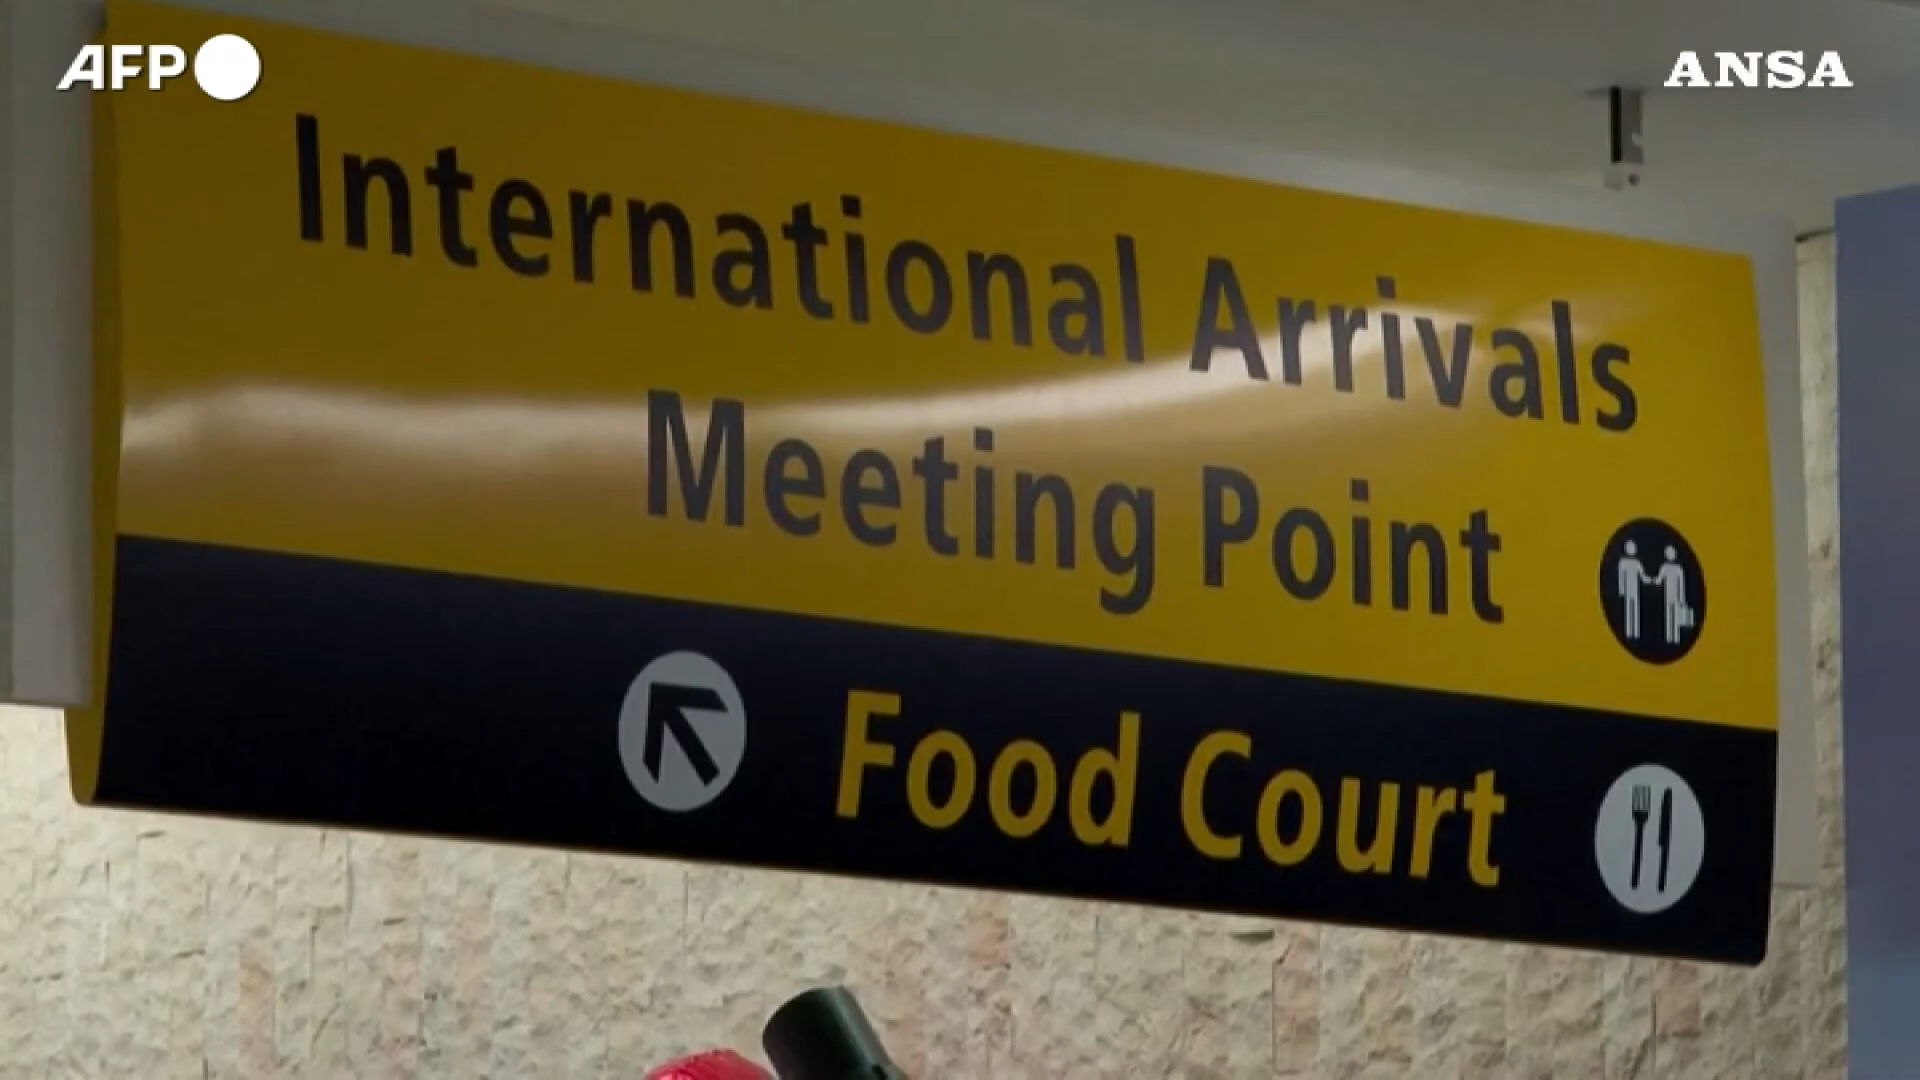 AFP
ANSA
International Arrivals
Meeting Point
Food Court